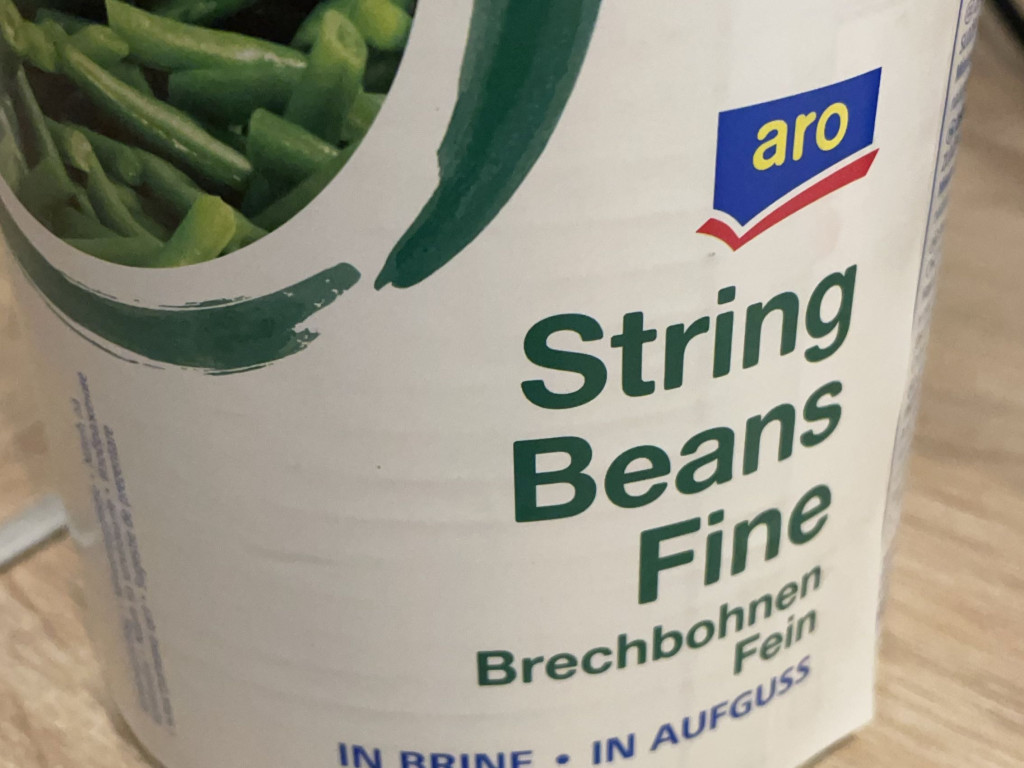 aro
String
Beans
Fine
Brechbohnen
Fein
IN BRINE • IN AUFGUSS